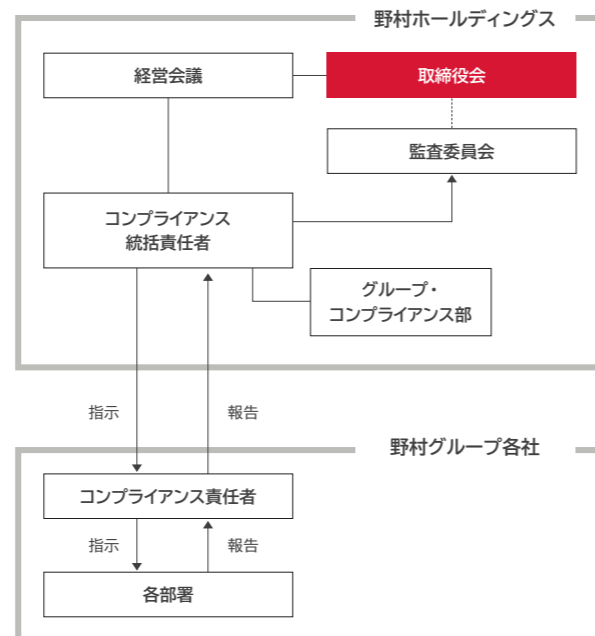 野村ホールディングス
経営会議
取締役会
監査委員会
コンプライアンス
統括責任者
グループ・
コンプライアンス部
指示
報告
野村グループ各社
コンプライアンス責任者
指示
報告
各部署